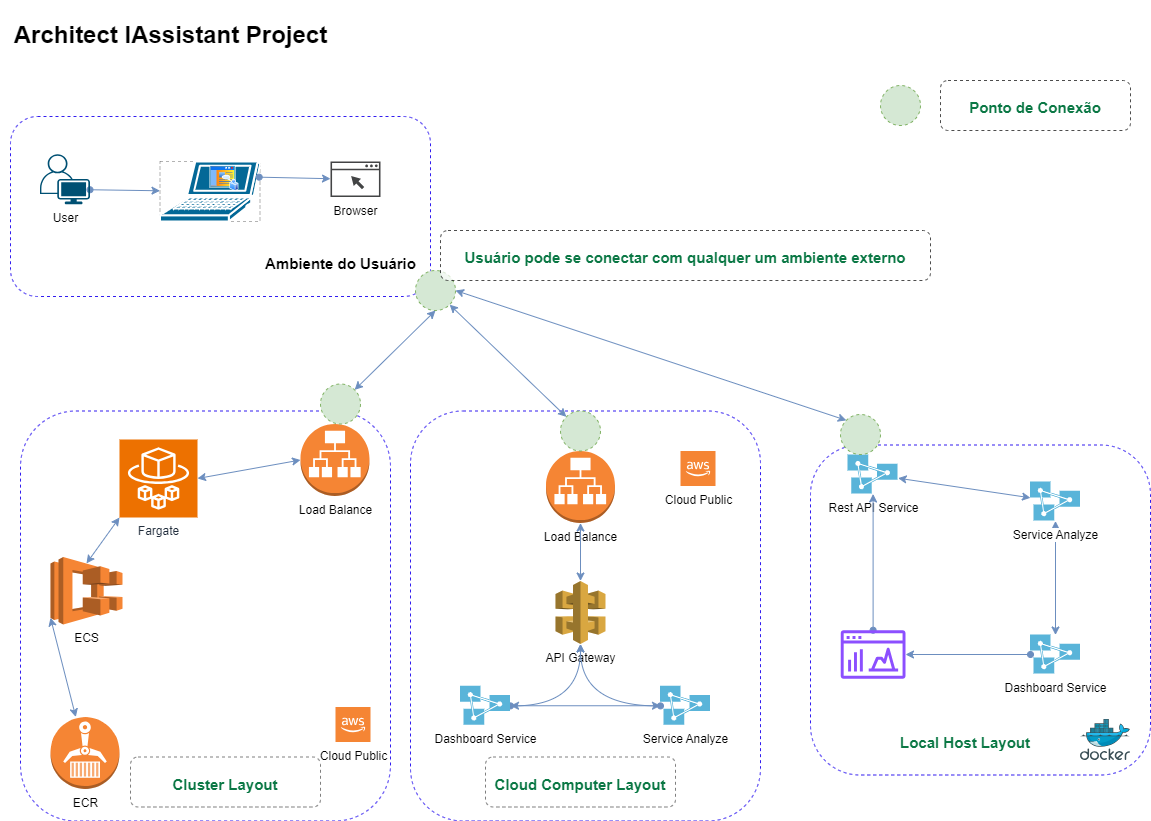 Architect IAssistant Project
Ponto de Conexão
User
Browser
Ambiente do Usuário
Usuário pode se conectar com qualquer um ambiente externo
Fargate
Load Balance
ECS
ECR
aws
Cloud Public
Cluster Layout
Load Balance
aws
Cloud Public
API Gateway
Dashboard Service
Service Analyze
Cloud Computer Layout
Rest API Service
Service Analyze
Dashboard Service
Local Host Layout
docker